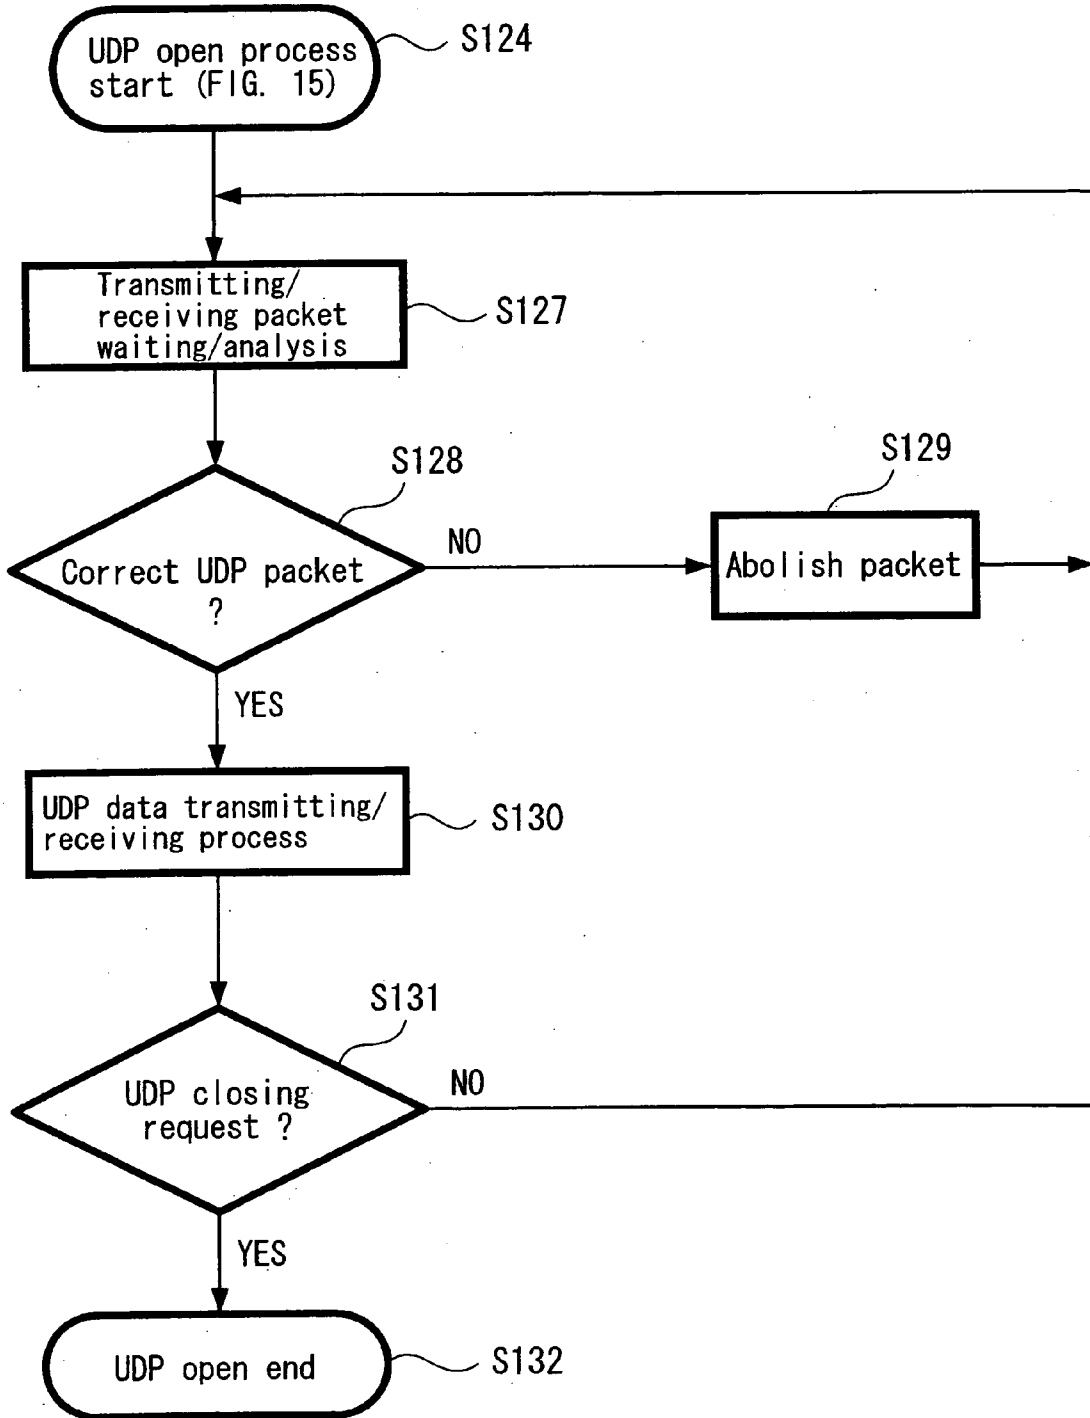 UDP open process
start (FIG. 15)
S124
Transmitting/
receiving packet
waiting/analysis
S127
S128
Correct UDP packet
?
NO
S129
Abolish packet
YES
UDP data transmitting/
receiving process
S130
S131
UDP closing
request ?
NO
YES
UDP open end
S132